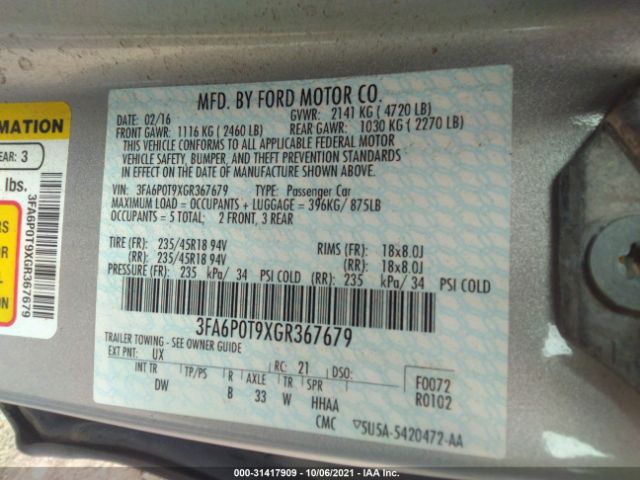 MFD. BY FORD MOTOR CO.
DATE: 02/16 GVWR: 2141 KG ( 4720 LB)
FRONT GAWR: 1116 KG ( 2460 LB) REAR GAWR: 1030 KG ( 2270 LB)
THIS VEHICLE CONFORMS TO ALL APPLICABLE FEDERAL MOTOR
VEHICLE SAFETY, BUMPER, AND THEFT PREVENTION STANDARDS
IN EFFECT ON THE DATE OF MANUFACTURE SHOWN ABOVE.
VIN: 3FA6P0T9XGR367679 TYPE: Passenger Car
MAXIMUM LOAD = OCCUPANTS + LUGGAGE = 396KG/ 875LB
OCCUPANTS = 5 TOTAL: 2 FRONT, 3 REAR
TIRE (FR): 235/45R18 94V RIMS (FR): 18x8.0J
(RR): 235/45R18 94V (RR): 18x8.0J
PRESSURE (FR): 235 kPa/ 34 PSI COLD (RR): 235 kPa/ 34 PSI COLD
3FA6P0T9XGR367679
TRAILER TOWING - SEE OWNER GUIDE
EXT PNT: UX RC: 21 DSO:
INT TR TP/PS R AXLE TR SPR F0072
DW B 33 W HHAA R0102
CMC SU5A-5420472-AA
RMATION
EAR: 3
lbs.
3FA6P0T9XGR367679
000-31417909 | 10/06/2021 | IAA Inc.